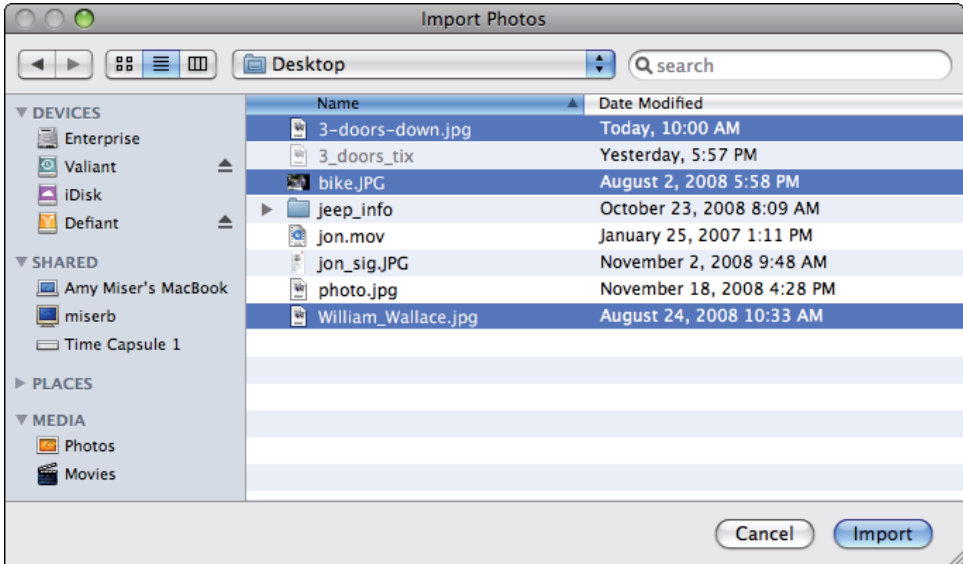 Import Photos
Desktop
search
DEVICES
Enterprise
Valiant
iDisk
Defiant
SHARED
Amy Miser's MacBook
miserb
Time Capsule 1
PLACES
MEDIA
Photos
Movies
Name Date Modified
3-doors-down.jpg Today, 10:00 AM
3_doors_tix Yesterday, 5:57 PM
bike.JPG August 2, 2008 5:58 PM
jeep_info October 23, 2008 8:09 AM
jon.mov January 25, 2007 1:11 PM
jon_sig.JPG November 2, 2008 9:48 AM
photo.jpg November 18, 2008 4:28 PM
William_Wallace.jpg August 24, 2008 10:33 AM
Cancel Import